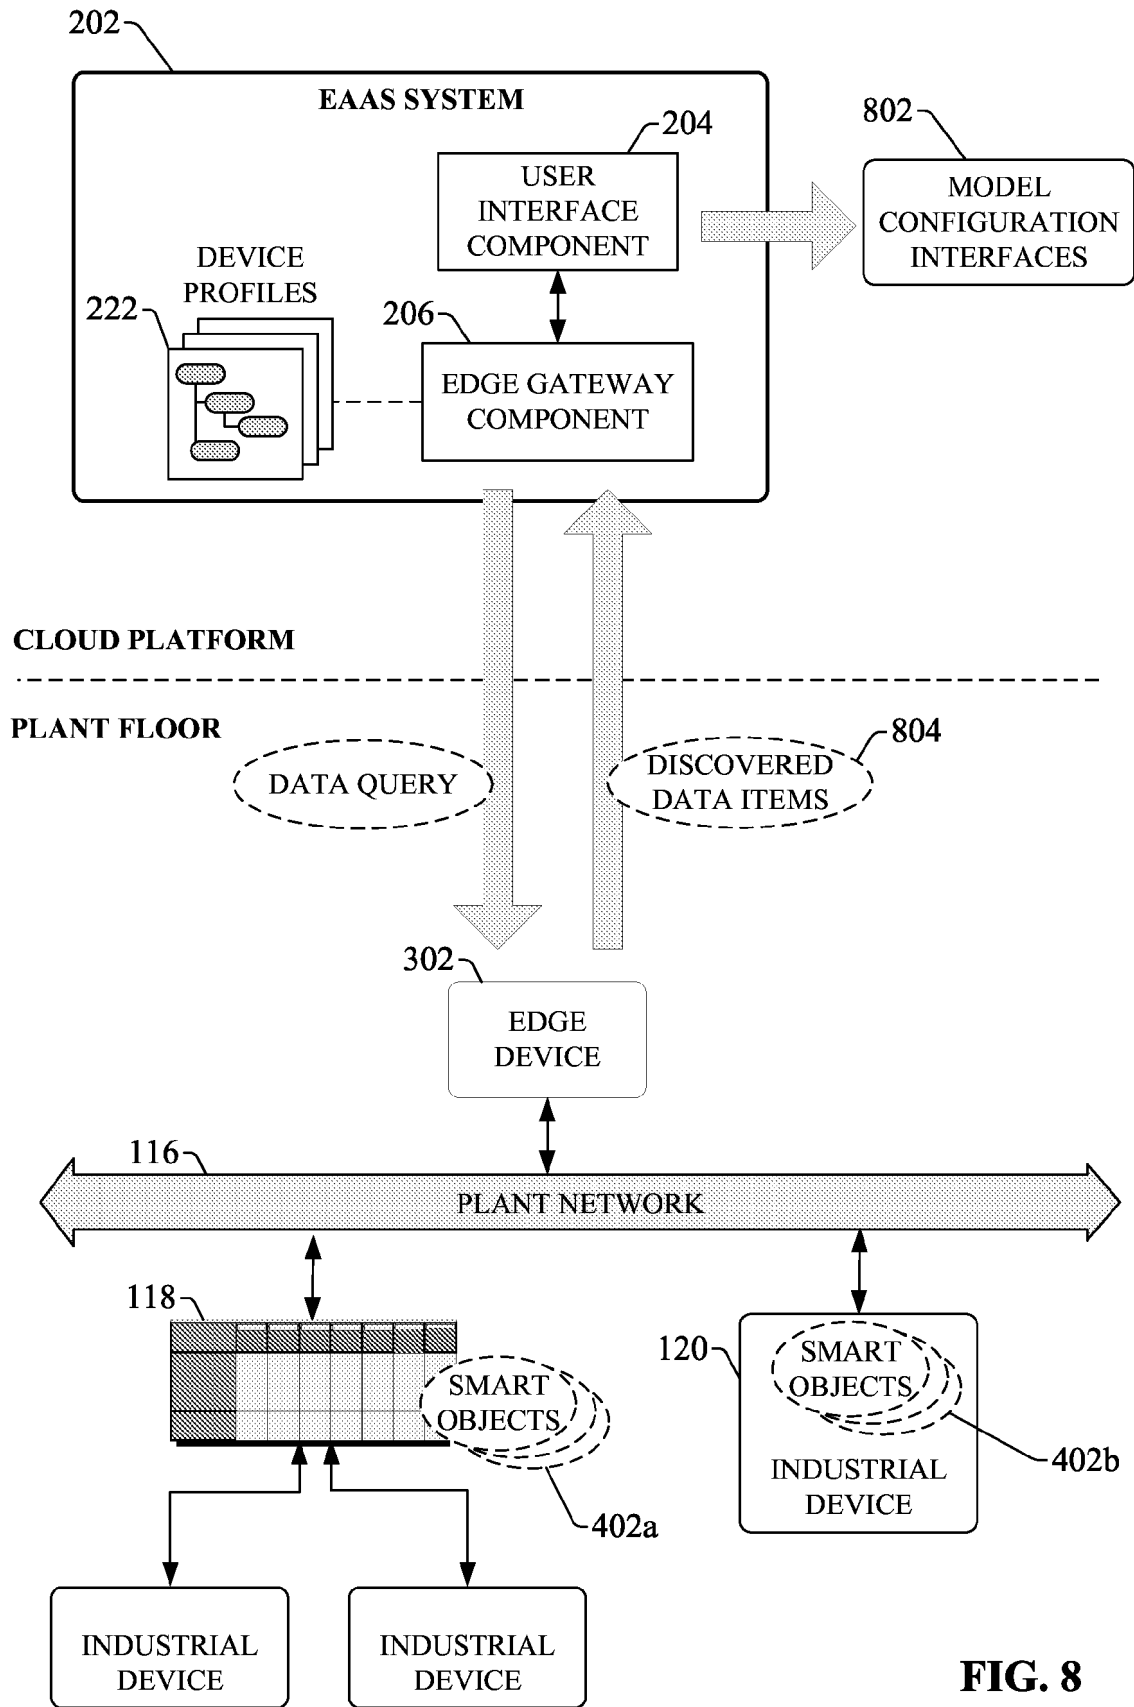 202
EAAS SYSTEM
204
802
USER
INTERFACE
COMPONENT
MODEL
CONFIGURATION
INTERFACES
DEVICE
PROFILES
222
206
EDGE GATEWAY
COMPONENT
CLOUD PLATFORM
PLANT FLOOR
804
DATA QUERY
DISCOVERED
DATA ITEMS
302
EDGE
DEVICE
116
PLANT NETWORK
118
SMART
OBJECTS
120
SMART
OBJECTS
402b
INDUSTRIAL
DEVICE
402a
INDUSTRIAL
DEVICE
INDUSTRIAL
DEVICE
FIG. 8